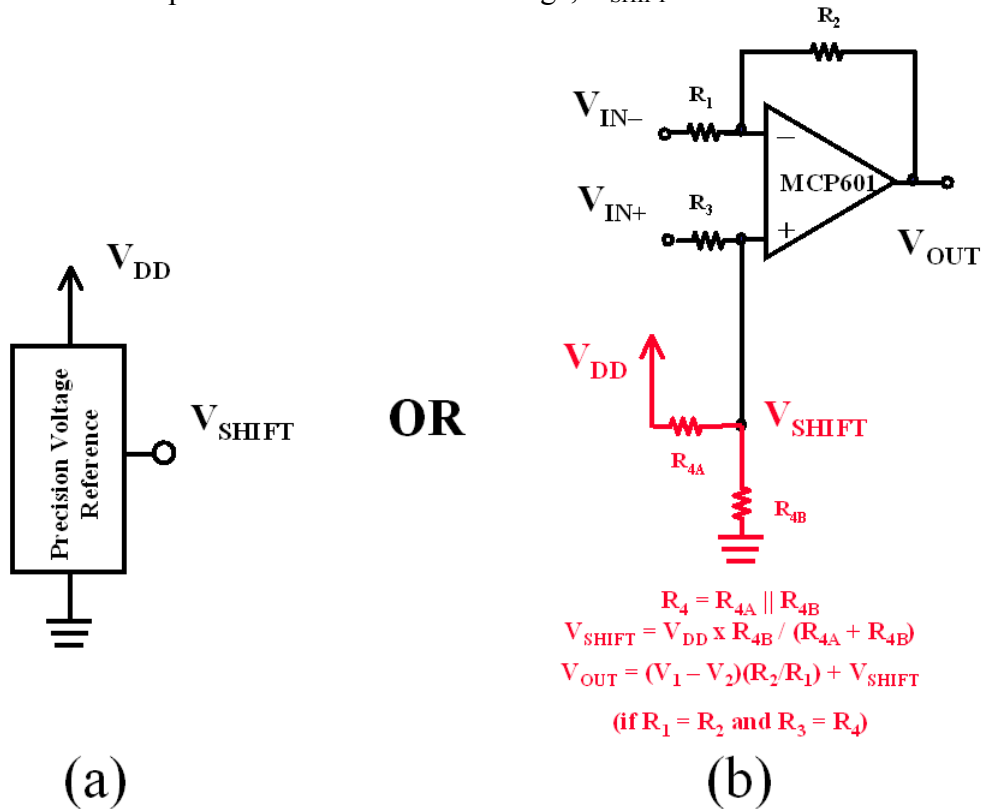 R2
R1
VIN–
–
MCP601
VIN+
R3
+
VOUT
VDD
Precision Voltage
Reference
VSHIFT
OR
VDD
VSHIFT
R4A
R4B
R4 = R4A || R4B
VSHIFT = VDD x R4B / (R4A + R4B)
VOUT = (V1 – V2)(R2/R1) + VSHIFT
(if R1 = R2 and R3 = R4)
(a)
(b)